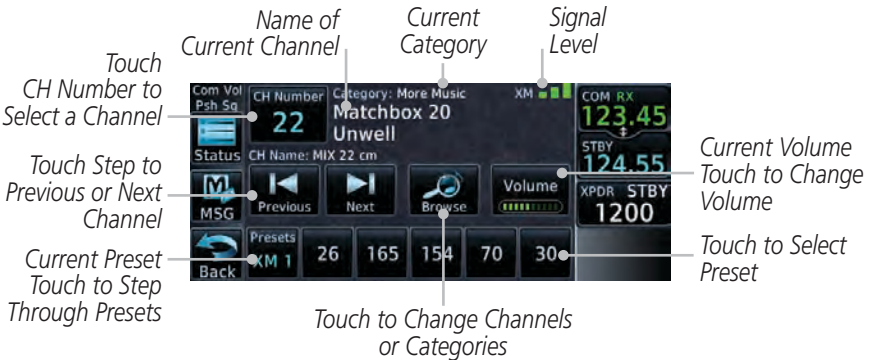 Name of
Current Channel
Current
Category
Signal
Level
Touch
CH Number to
Select a Channel
Touch Step to
Previous or Next
Channel
Current Preset
Touch to Step
Through Presets
Com Vol
Psh Sq
Status
MSG
Back
CH Number
22
Category: More Music
XM
Matchbox 20
Unwell
CH Name: MIX 22 cm
Previous
Next
Browse
Volume
Presets
XM 1
26
165
154
70
30
COM RX
123.45
STBY
124.55
XPDR STBY
1200
Current Volume
Touch to Change
Volume
Touch to Select
Preset
Touch to Change Channels
or Categories